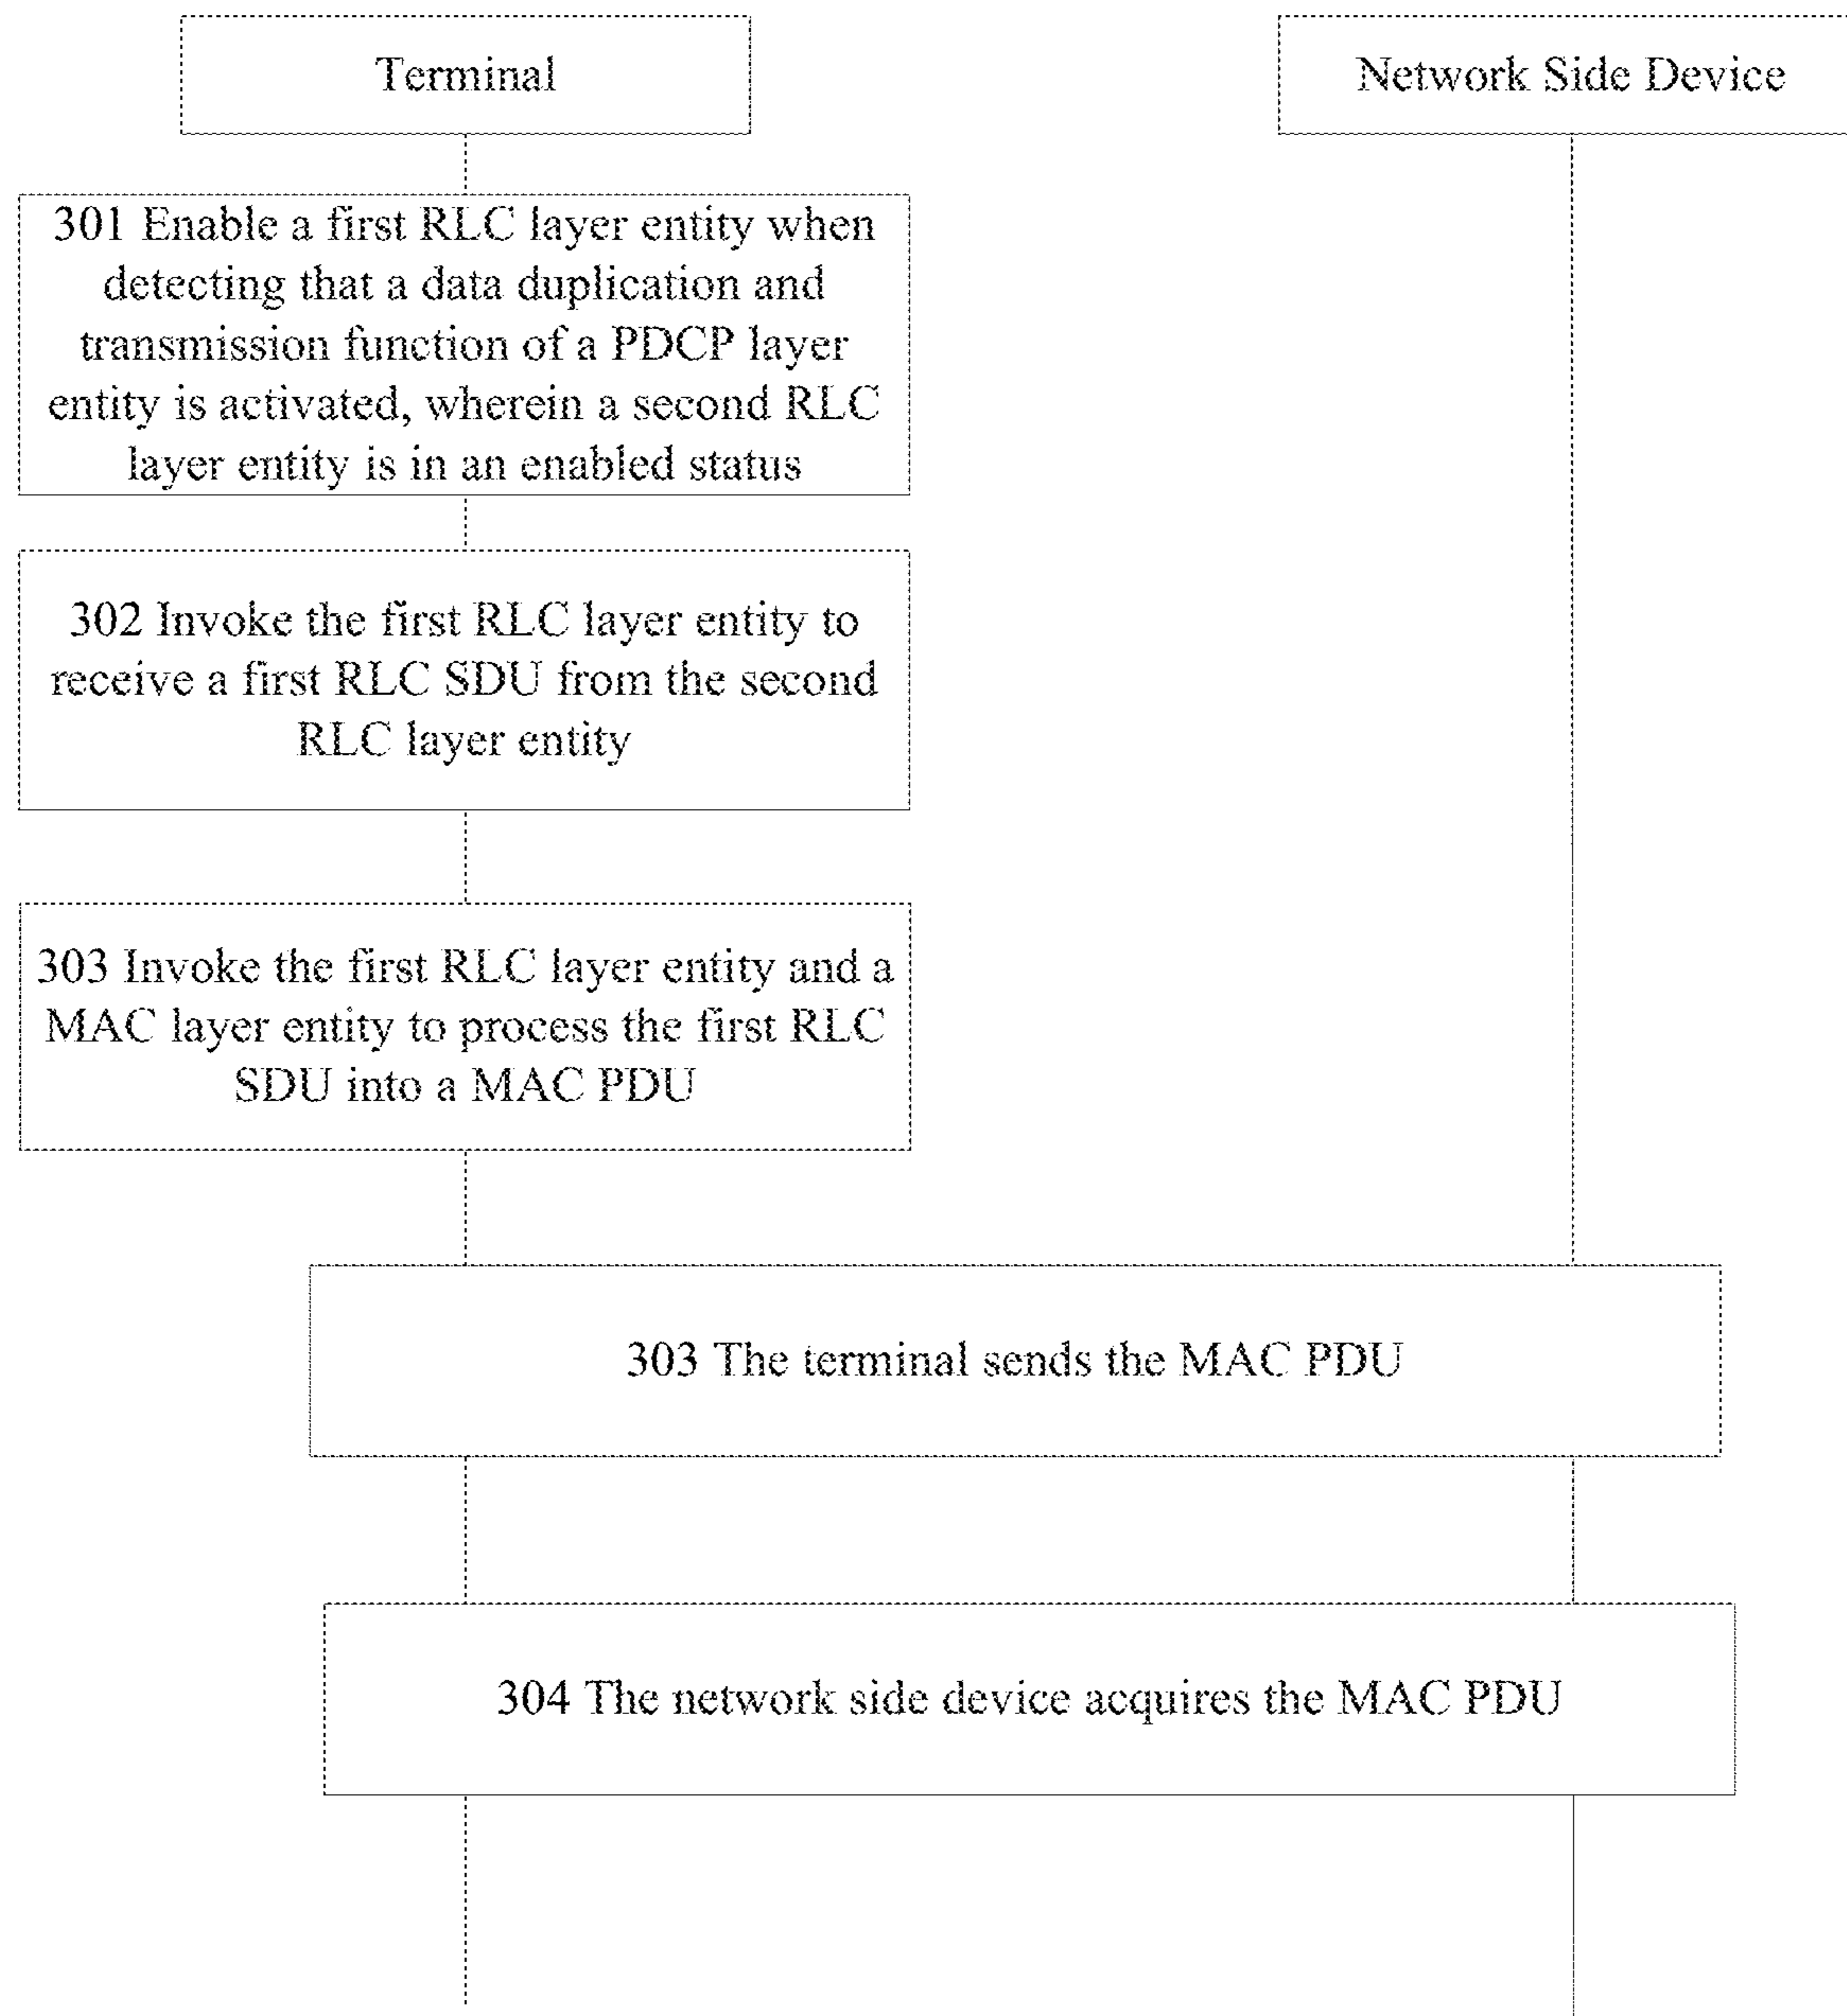 Terminal
Network Side Device
301 Enable a first RLC layer entity when
detecting that a data duplication and
transmission function of a PDCP layer
entity is activated, wherein a second RLC
layer entity is in an enabled status
302 Invoke the first RLC layer entity to
receive a first RLC SDU from the second
RLC layer entity
303 Invoke the first RLC layer entity and a
MAC layer entity to process the first RLC
SDU into a MAC PDU
303 The terminal sends the MAC PDU
304 The network side device acquires the MAC PDU